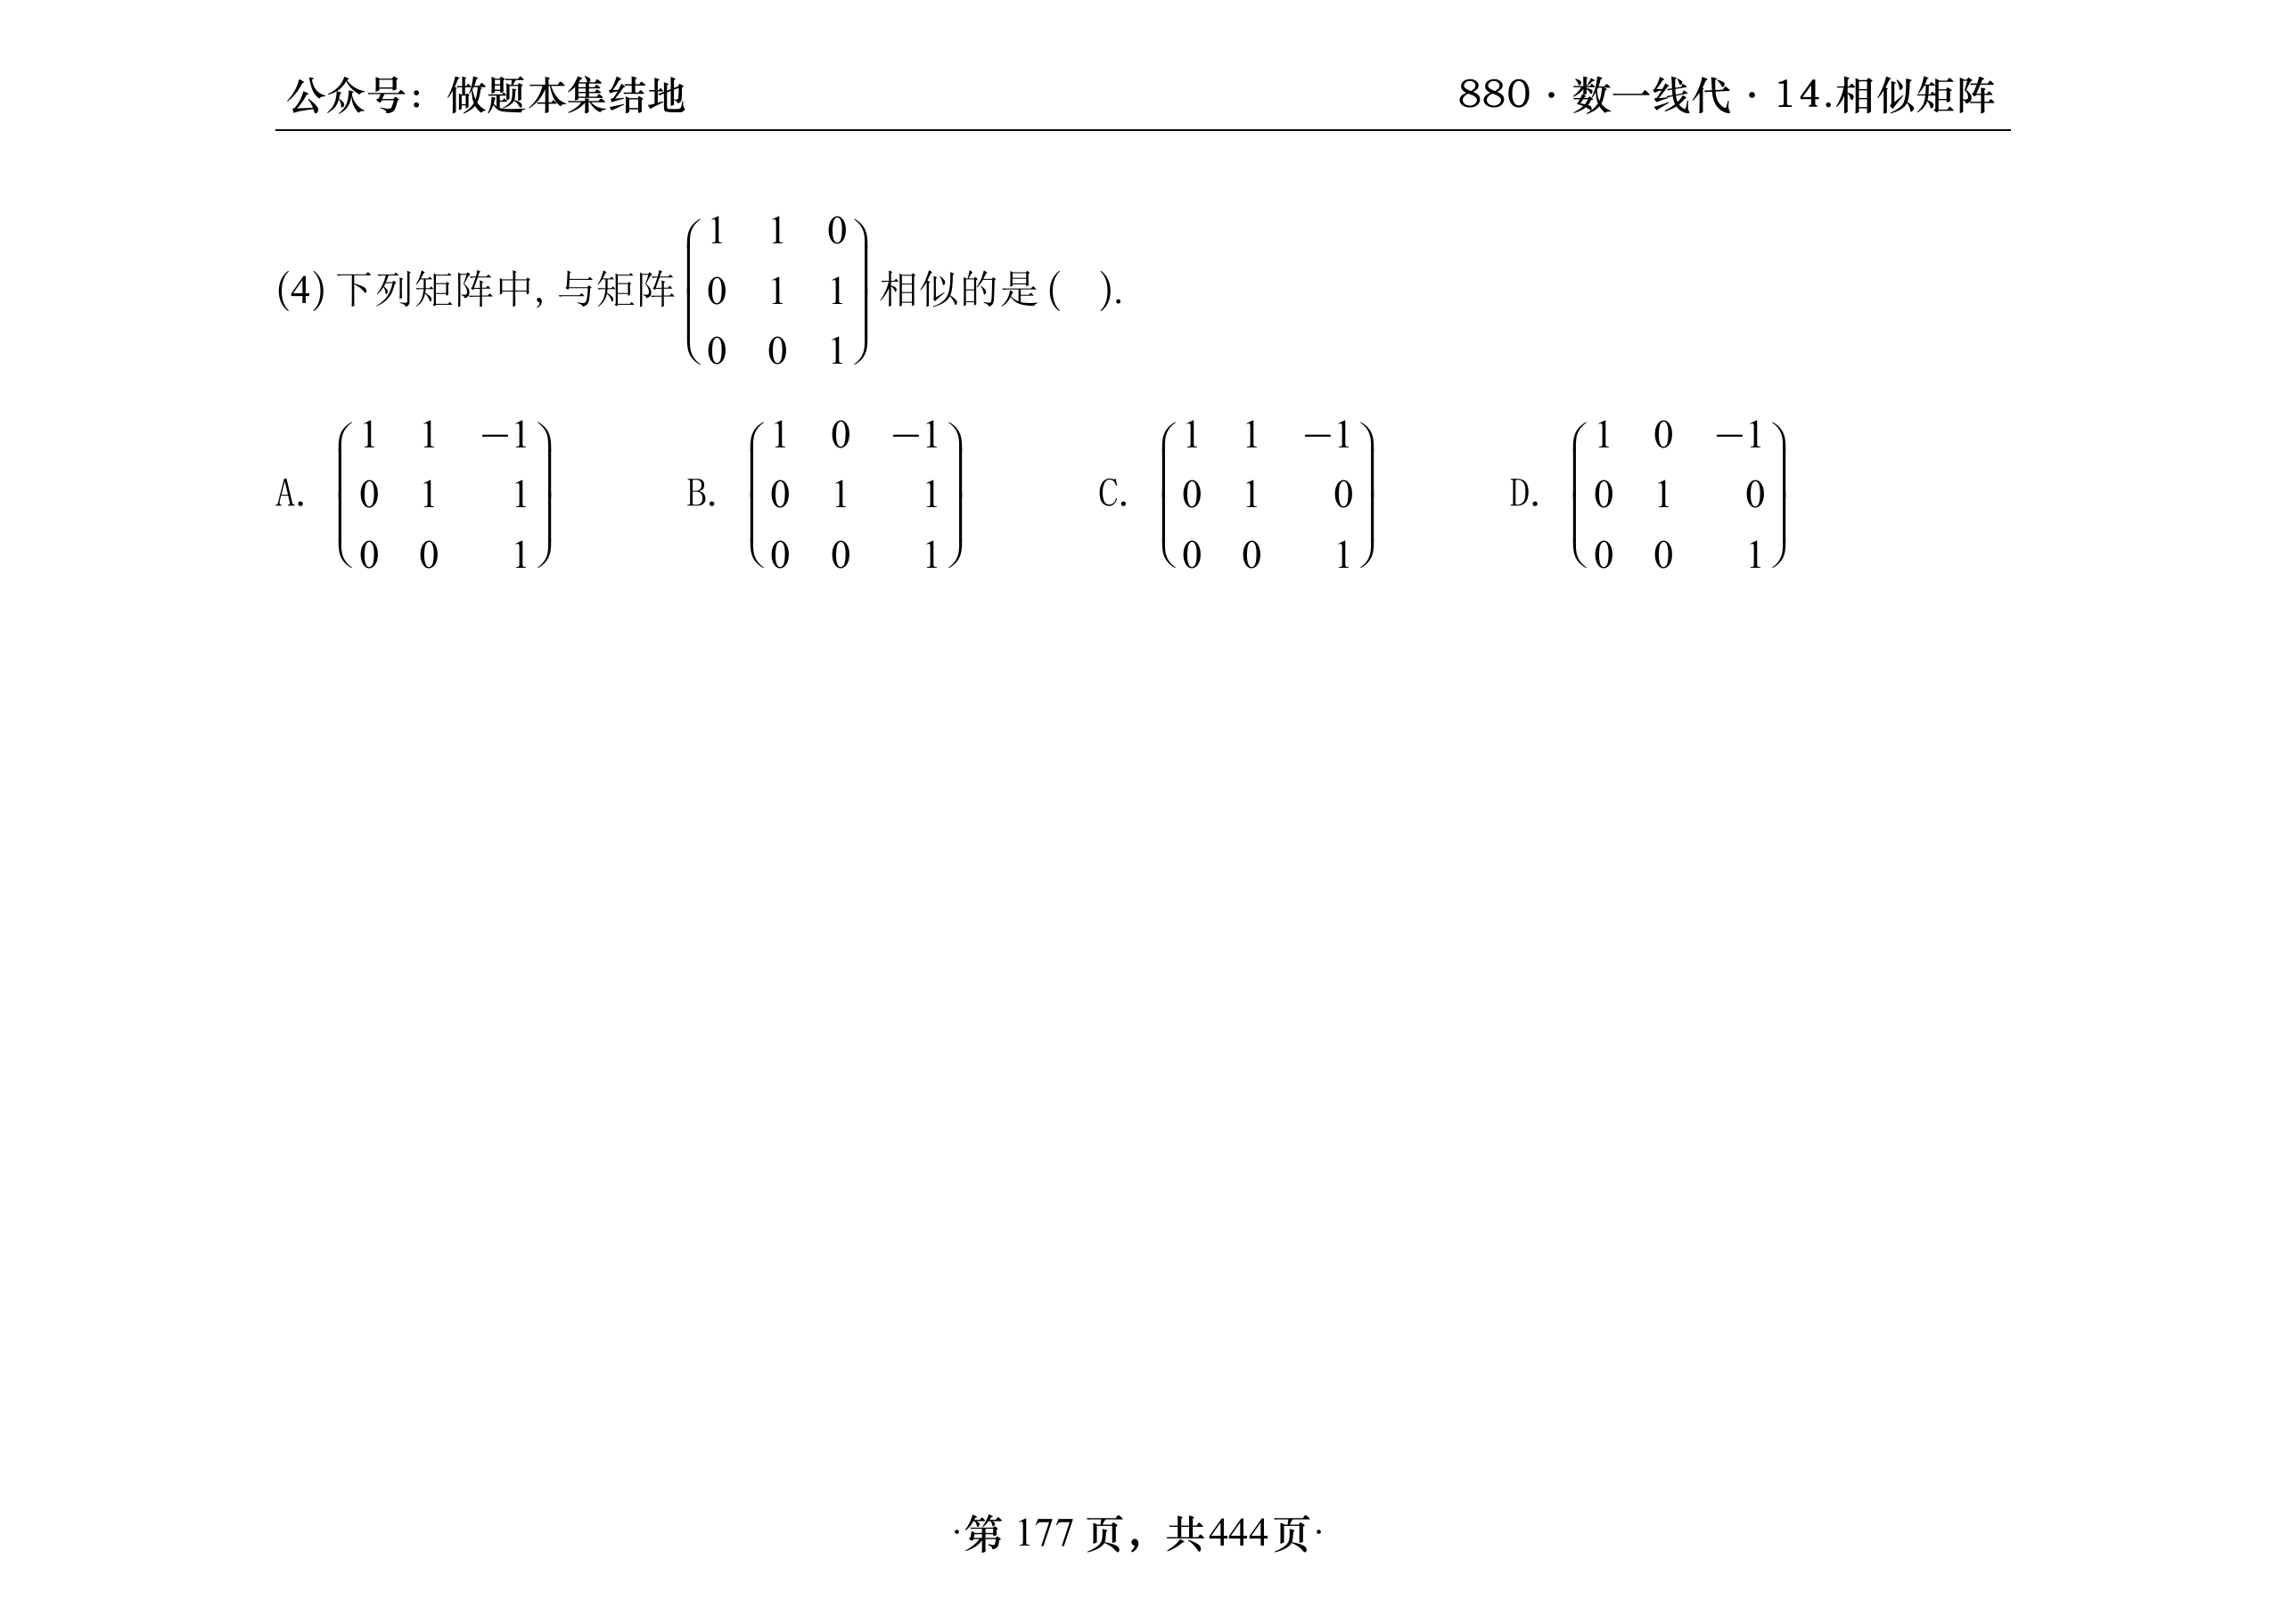 公众号：做题本集结地 880·数一线代·14.相似矩阵
(4) 下列矩阵中, 与矩阵 $\begin{pmatrix} 1 & 1 & 0 \\ 0 & 1 & 1 \\ 0 & 0 & 1 \end{pmatrix}$ 相似的是 (  ).
A. $\begin{pmatrix} 1 & 1 & -1 \\ 0 & 1 & 1 \\ 0 & 0 & 1 \end{pmatrix}$ B. $\begin{pmatrix} 1 & 0 & -1 \\ 0 & 1 & 1 \\ 0 & 0 & 1 \end{pmatrix}$ C. $\begin{pmatrix} 1 & 1 & -1 \\ 0 & 1 & 0 \\ 0 & 0 & 1 \end{pmatrix}$ D. $\begin{pmatrix} 1 & 0 & -1 \\ 0 & 1 & 0 \\ 0 & 0 & 1 \end{pmatrix}$
·第 177 页，共444页·